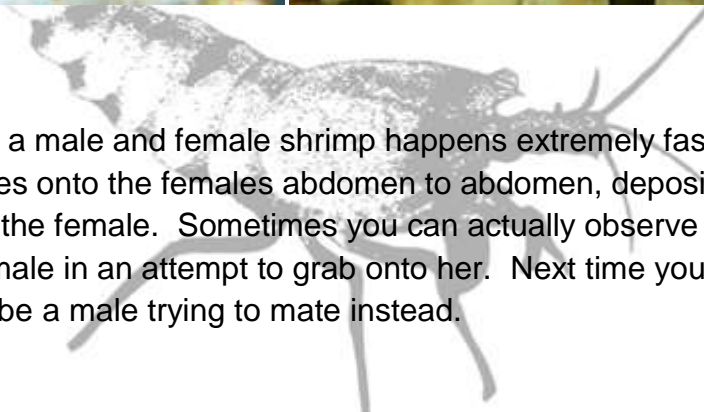 a male and female shrimp happens extremely fas
es onto the females abdomen to abdomen, deposi
the female. Sometimes you can actually observe
male in an attempt to grab onto her. Next time you
be a male trying to mate instead.